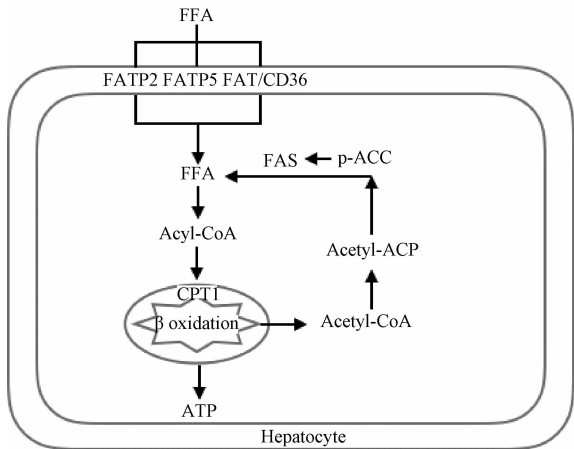 FFA
FATP2 FATP5 FAT/CD36
FAS p-ACC
FFA
Acyl-CoA
Acetyl-ACP
CPT1
β oxidation
Acetyl-CoA
ATP
Hepatocyte